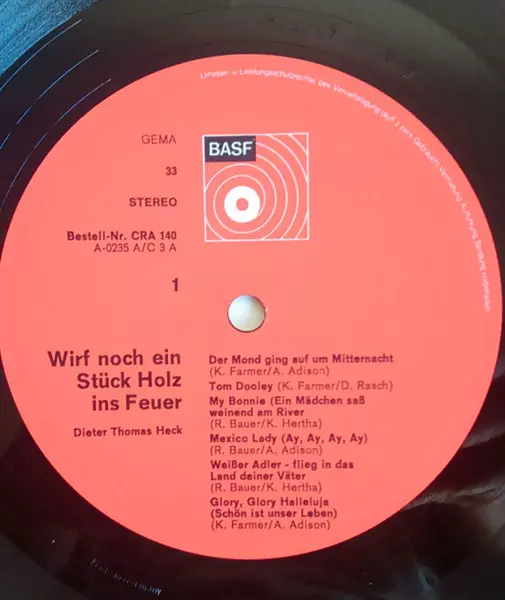 Urheber- u Leistungsschutzrechte
GEMA
BASF
33
STEREO
Bestell-Nr. CRA 140
A-0235 A/C 3 A
1
Wirf noch ein
Stück Holz
ins Feuer
Dieter Thomas Heck
Der Mond ging auf um Mitternacht
(K. Farmer/A. Adison)
Tom Dooley (K. Farmer/D. Rasch)
My Bonnie (Ein Mädchen saß
weinend am River
(R. Bauer/K. Hertha)
Mexico Lady (Ay, Ay, Ay, Ay)
(R. Bauer/A. Adison)
Weißer Adler - flieg in das
Land deiner Väter
(R. Bauer/K. Hertha)
Glory, Glory Halleluja
(Schön ist unser Leben)
(K. Farmer/A. Adison)